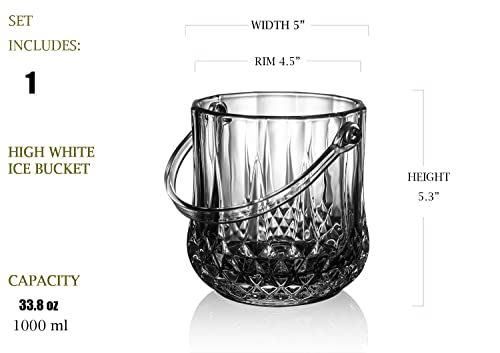 SET
INCLUDES:
1
HIGH WHITE
ICE BUCKET
CAPACITY
33.8 oz
1000 ml
WIDTH 5”
RIM 4.5”
HEIGHT
5.3”